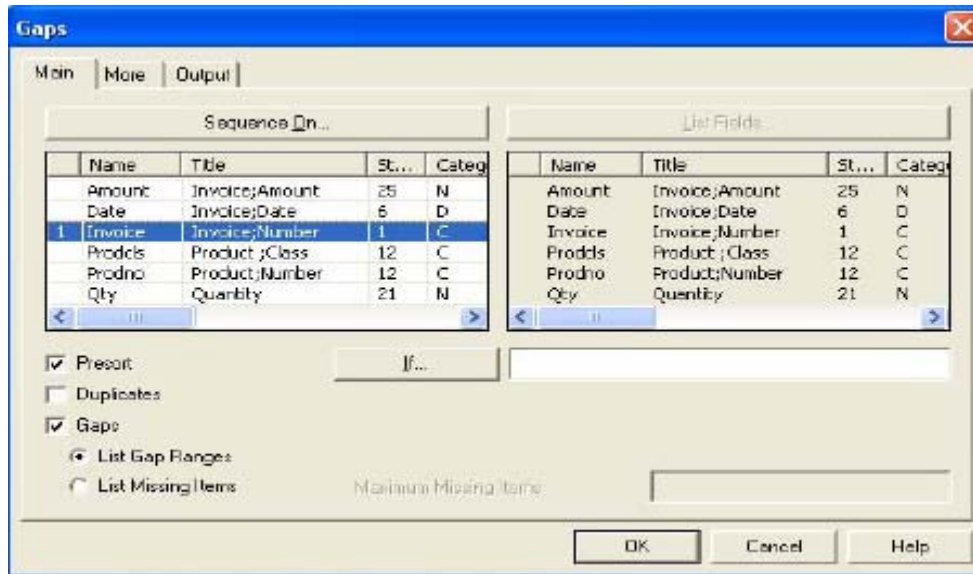 Gaps
Main More Output
Sequence On... List Fields
Name Title St... Categ Name Title St... Categ
Amount Invoice;Amount 25 N Amount Invoice;Amount 25 N
Date Invoice;Date 6 D Date Invoice;Date 6 D
1 Invoice Invoice;Number 1 C Invoice Invoice;Number 1 C
Prodcls Product ;Class 12 C Prodcls Product ;Class 12 C
Prodno Product;Number 12 C Prodno Product;Number 12 C
Qty Quantity 21 N Qty Quantity 21 N
Presort If...
Duplicates
Gaps
List Gap Ranges
List Missing Items Maximum Missing Items
OK Cancel Help